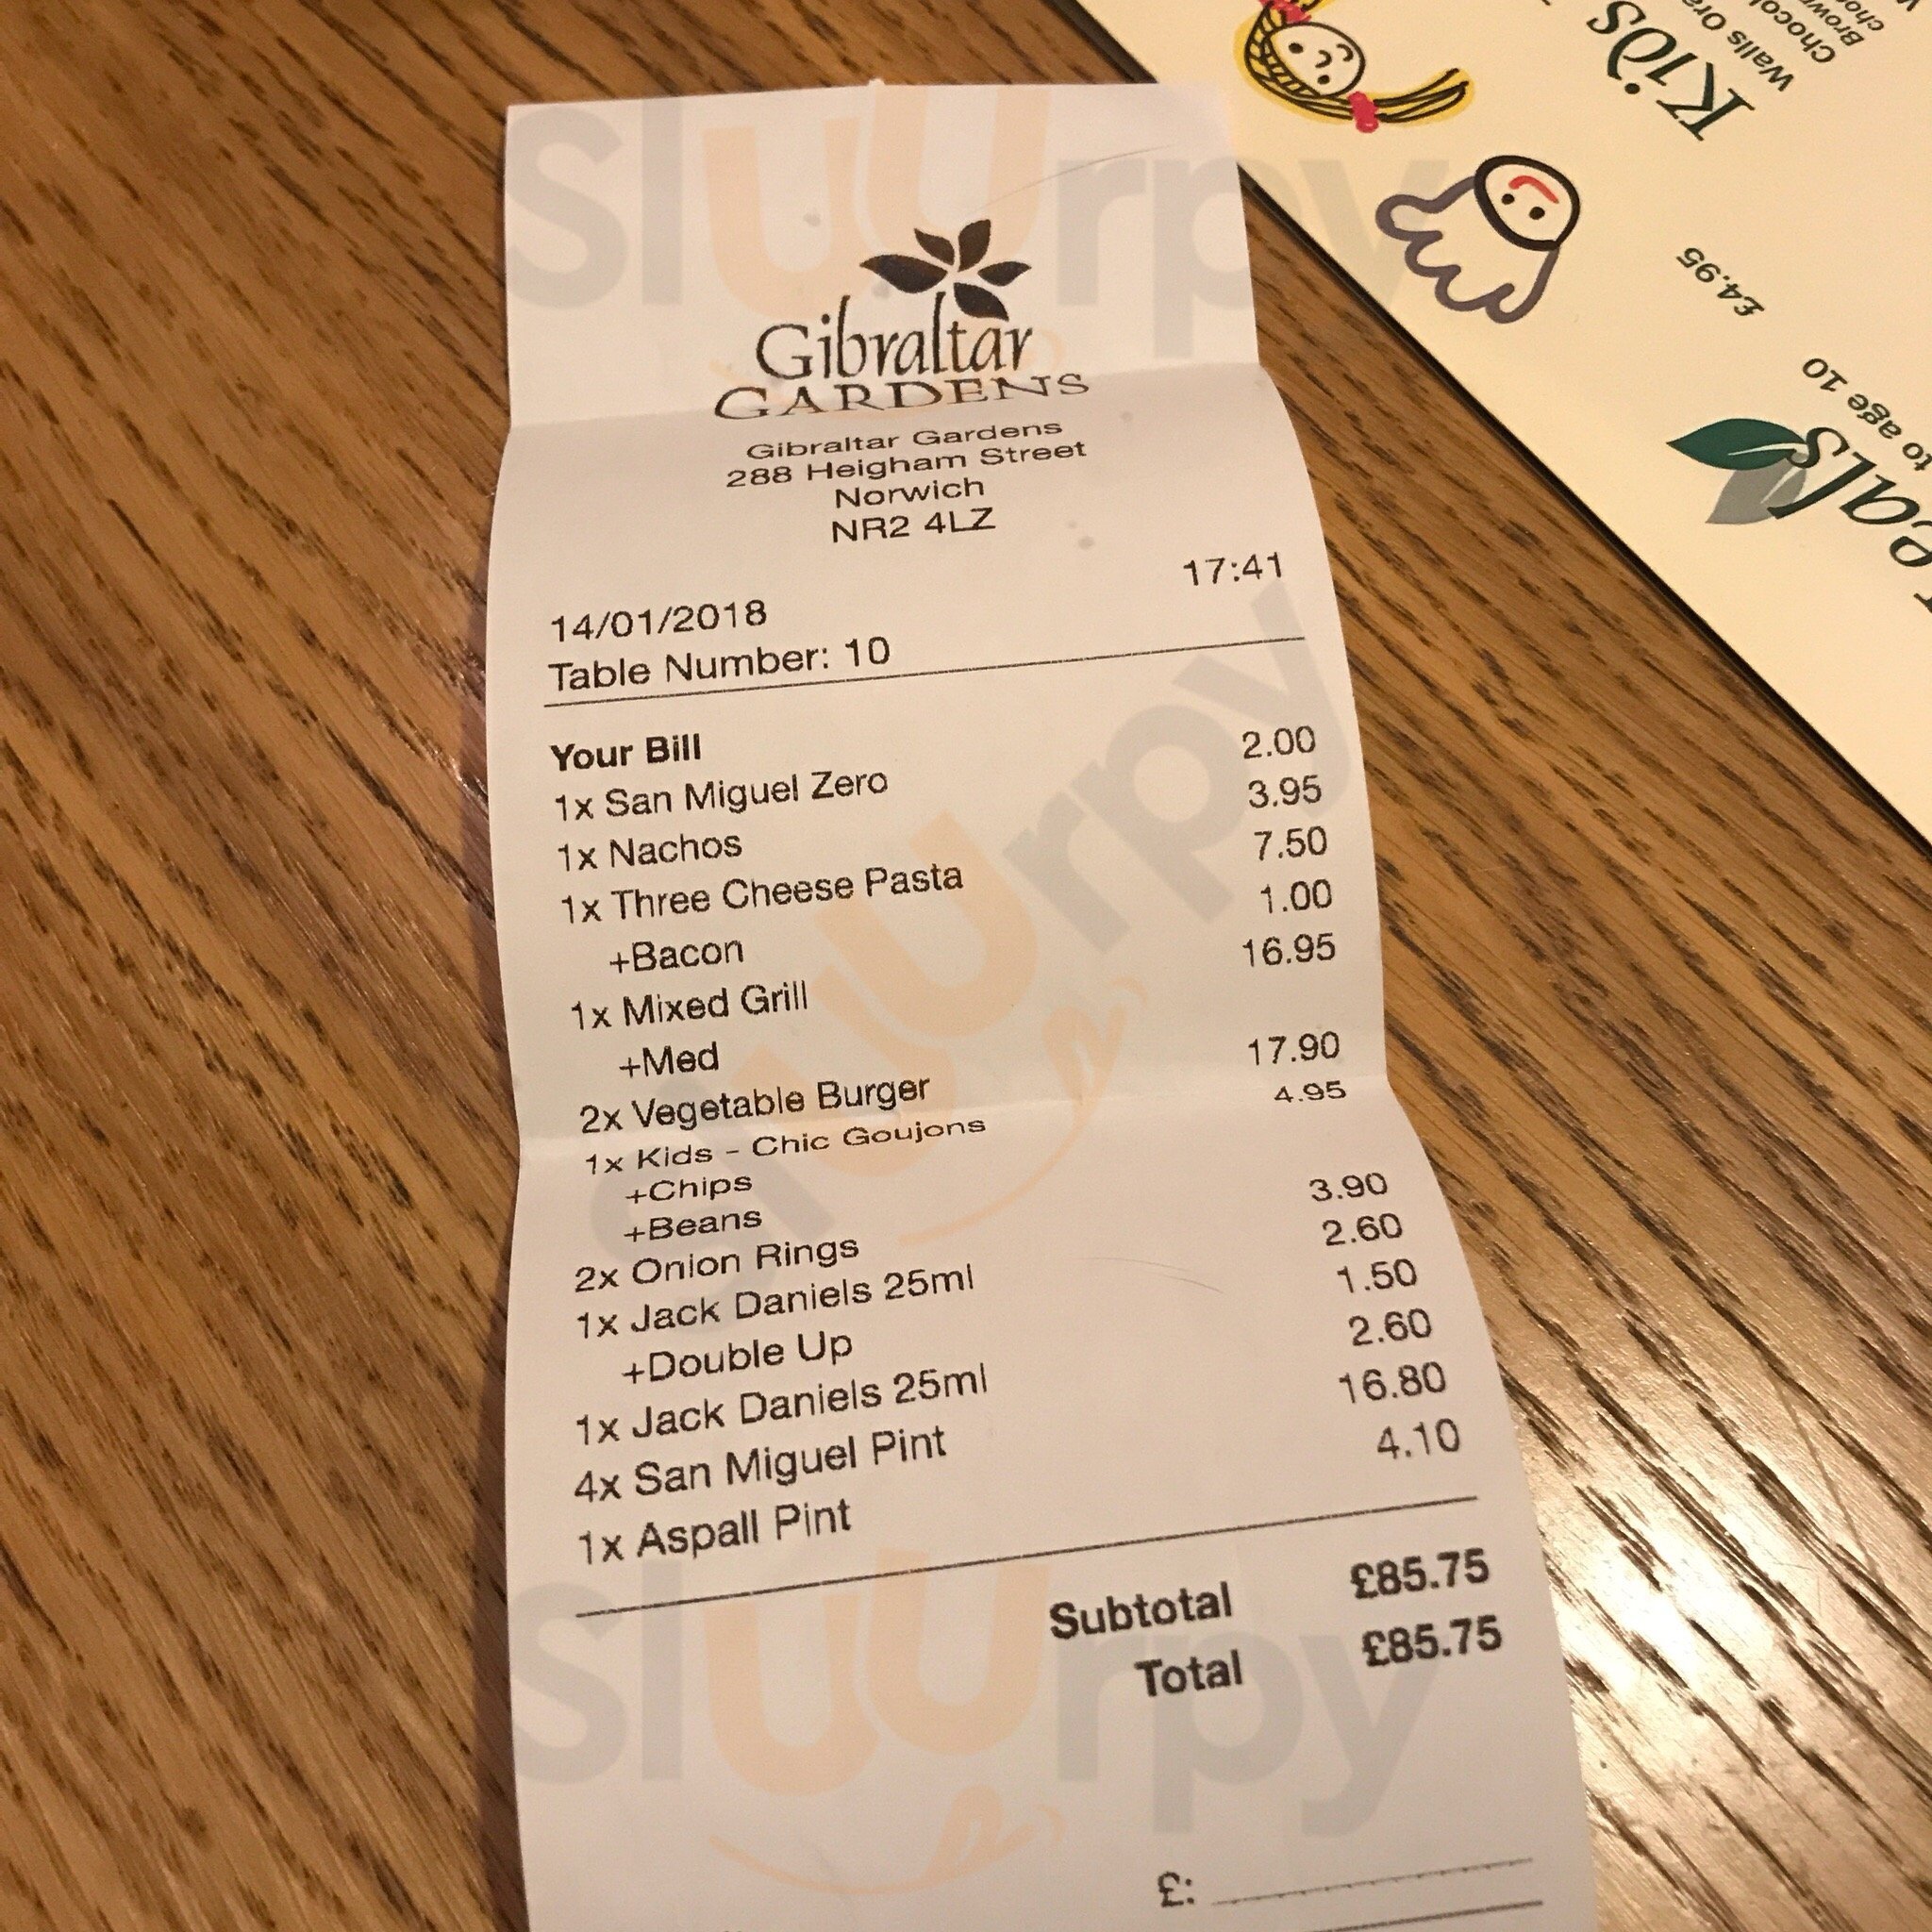 sluurpy
Gibraltar
GARDENS
Gibraltar Gardens
288 Heigham Street
Norwich
NR2 4LZ
14/01/2018 17:41
Table Number: 10
Your Bill
1x San Miguel Zero 2.00
1x Nachos 3.95
1x Three Cheese Pasta 7.50
+Bacon 1.00
1x Mixed Grill 16.95
+Med
2x Vegetable Burger 17.90
1x Kids - Chic Goujons 4.95
+Chips
+Beans
2x Onion Rings 3.90
1x Jack Daniels 25ml 2.60
+Double Up 1.50
1x Jack Daniels 25ml 2.60
4x San Miguel Pint 16.80
1x Aspall Pint 4.10
Subtotal £85.75
Total £85.75
£:
sluurpy
sluurpy
to age 10
£4.95
Kids
Walls